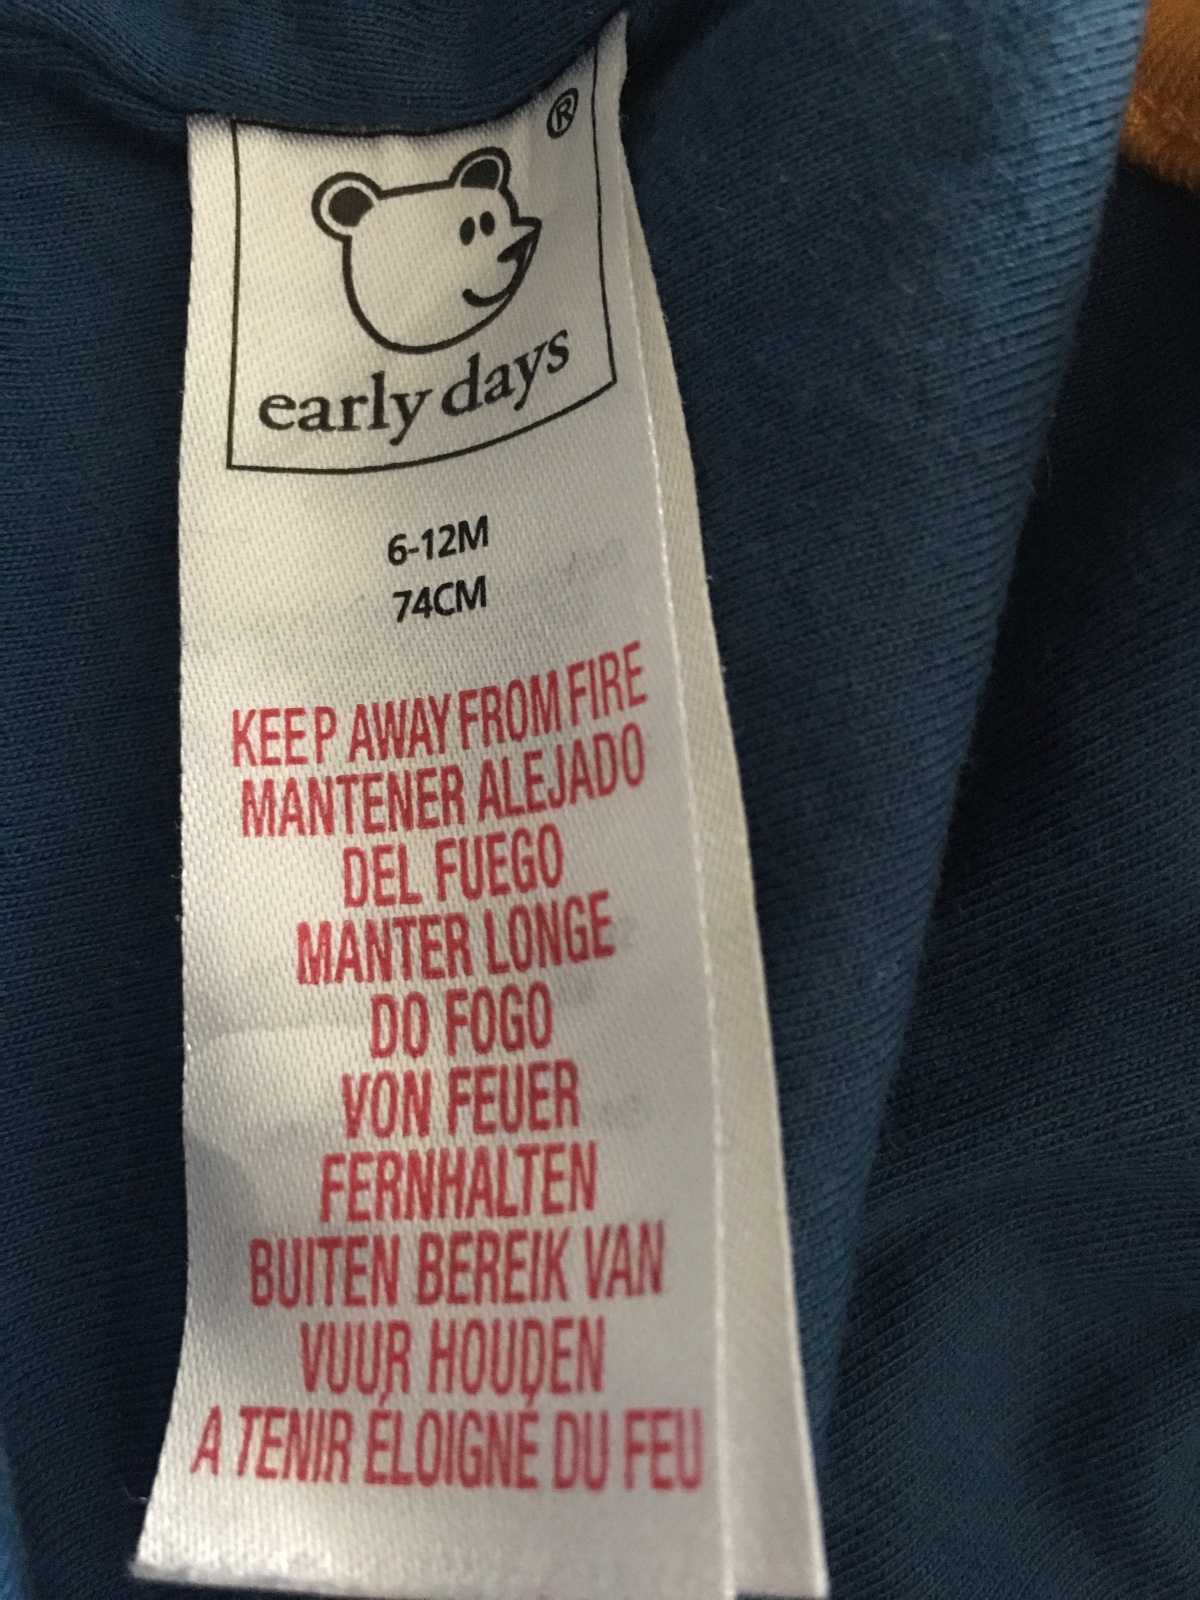 ®
early days
6-12M
74CM
KEEP AWAY FROM FIRE
MANTENER ALEJADO
DEL FUEGO
MANTER LONGE
DO FOGO
VON FEUER
FERNHALTEN
BUITEN BEREIK VAN
VUUR HOUDEN
A TENIR ÉLOIGNÉ DU FEU